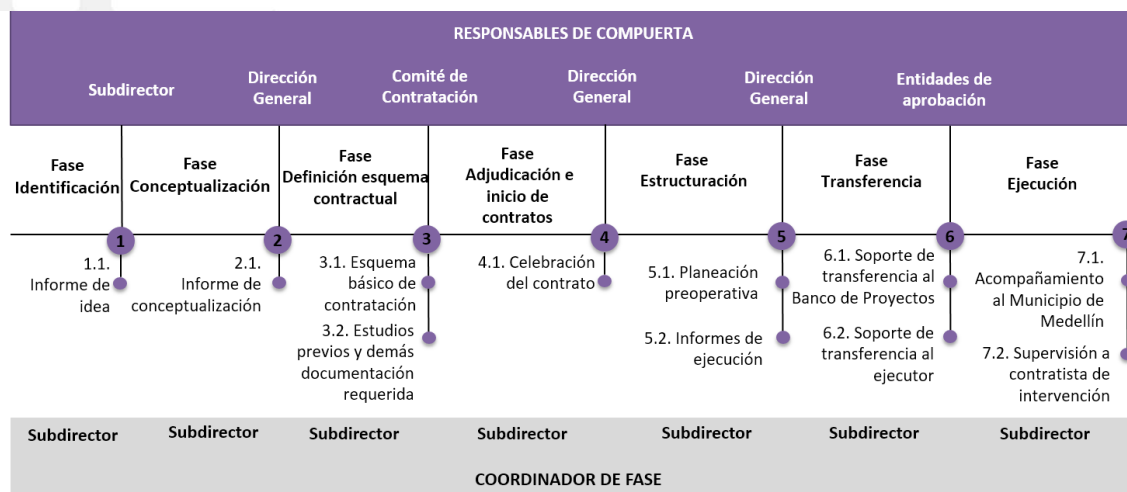 RESPONSABLES DE COMPUERTA
Subdirector
Dirección
General
Comité de
Contratación
Dirección
General
Dirección
General
Entidades de
aprobación
Fase
Identificación
Fase
Conceptualización
Fase
Definición esquema
contractual
Fase
Adjudicación e
inicio de
contratos
Fase
Estructuración
Fase
Transferencia
Fase
Ejecución
1
2
3
4
5
6
7
1.1.
Informe de
idea
2.1.
Informe de
conceptualización
3.1. Esquema
básico de
contratación
3.2. Estudios
previos y demás
documentación
requerida
4.1. Celebración
del contrato
5.1. Planeación
preoperativa
5.2. Informes de
ejecución
6.1. Soporte de
transferencia al
Banco de Proyectos
6.2. Soporte de
transferencia al
ejecutor
7.1.
Acompañamiento
al Municipio de
Medellín
7.2. Supervisión a
contratista de
intervención
Subdirector
Subdirector
Subdirector
Subdirector
Subdirector
Subdirector
Subdirector
COORDINADOR DE FASE